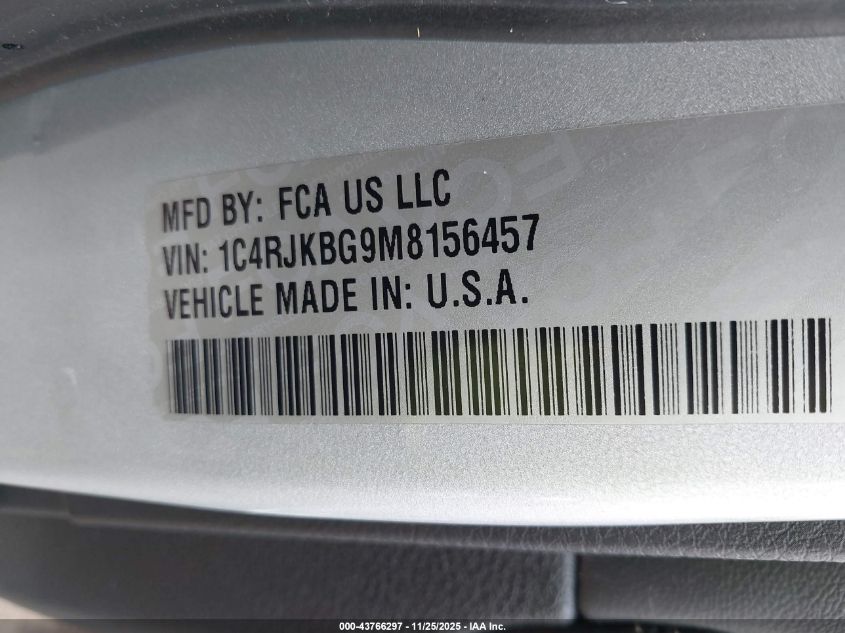 MFD BY: FCA US LLC
VIN: 1C4RJKBG9M8156457
VEHICLE MADE IN: U.S.A.
000-43766297 - 11/25/2025 - IAA Inc.